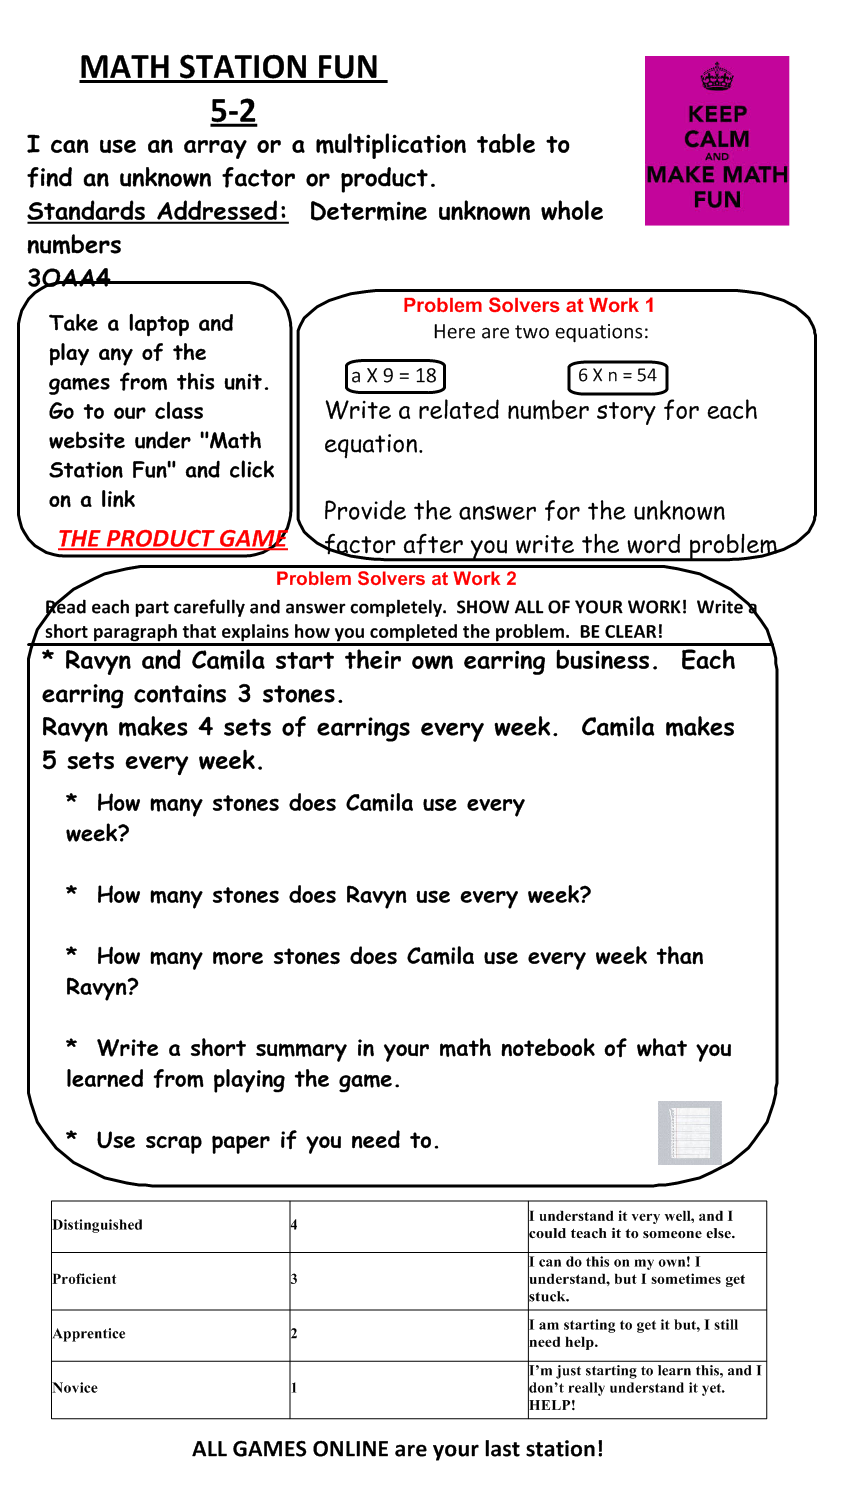 MATH STATION FUN
5-2
I can use an array or a multiplication table to
find an unknown factor or product.
Standards Addressed:  Determine unknown whole
numbers
3OAA4
KEEP
CALM
AND
MAKE MATH
FUN
Take a laptop and
play any of the
games from this unit.
Go to our class
website under "Math
Station Fun" and click
on a link
THE PRODUCT GAME
Problem Solvers at Work 1
Here are two equations:
a X 9 = 18
6 X n = 54
Write a related number story for each
equation.
Provide the answer for the unknown
factor after you write the word problem
Problem Solvers at Work 2
Read each part carefully and answer completely.  SHOW ALL OF YOUR WORK!  Write a
short paragraph that explains how you completed the problem.  BE CLEAR!
* Ravyn and Camila start their own earring business.  Each
earring contains 3 stones.
Ravyn makes 4 sets of earrings every week.  Camila makes
5 sets every week.
*  How many stones does Camila use every
week?
*  How many stones does Ravyn use every week?
*  How many more stones does Camila use every week than
Ravyn?
*  Write a short summary in your math notebook of what you
learned from playing the game.
*  Use scrap paper if you need to.
Distinguished 4 I understand it very well, and I
could teach it to someone else.
Proficient 3 I can do this on my own! I
understand, but I sometimes get
stuck.
Apprentice 2 I am starting to get it but, I still
need help.
Novice 1 I'm just starting to learn this, and I
don't really understand it yet.
HELP!
ALL GAMES ONLINE are your last station!